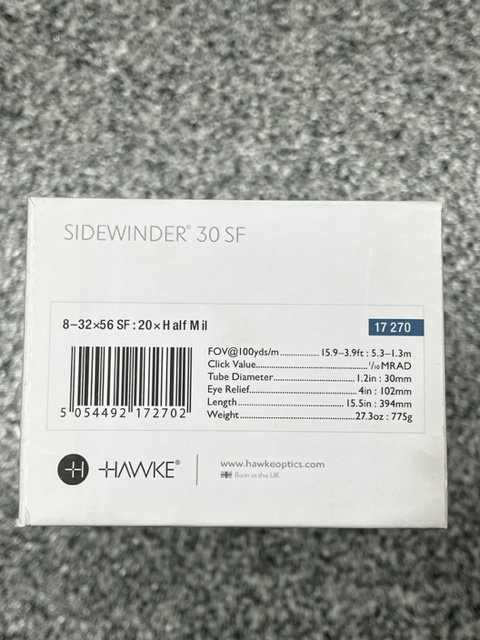 SIDEWINDER® 30 SF
8–32×56 SF : 20× Half Mil
17 270
FOV@100yds/m.............. 15.9–3.9ft : 5.3–1.3m
Click Value.................................... 1/10 MRAD
Tube Diameter......................... 1.2in : 30mm
Eye Relief................................. 4in : 102mm
Length.................................. 15.5in : 394mm
Weight................................... 27.3oz : 775g
5 054492 172702
HAWKE®
www.hawkeoptics.com
Born in the UK